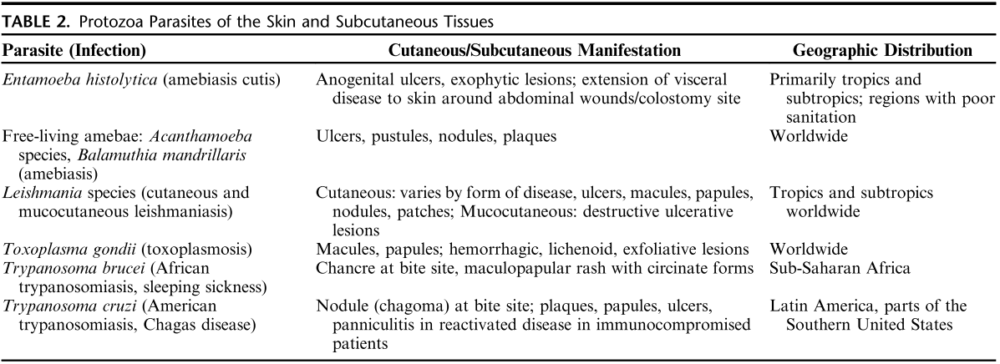 TABLE 2. Protozoa Parasites of the Skin and Subcutaneous Tissues
Parasite (Infection) Cutaneous/Subcutaneous Manifestation Geographic Distribution
Entamoeba histolytica (amebiasis cutis) Anogenital ulcers, exophytic lesions; extension of visceral Primarily tropics and
disease to skin around abdominal wounds/colostomy site subtropics; regions with poor
sanitation
Free-living amebae: Acanthamoeba Ulcers, pustules, nodules, plaques Worldwide
species, Balamuthia mandrillaris
(amebiasis)
Leishmania species (cutaneous and Cutaneous: varies by form of disease, ulcers, macules, papules, Tropics and subtropics
mucocutaneous leishmaniasis) nodules, patches; Mucocutaneous: destructive ulcerative worldwide
lesions
Toxoplasma gondii (toxoplasmosis) Macules, papules; hemorrhagic, lichenoid, exfoliative lesions Worldwide
Trypanosoma brucei (African Chancre at bite site, maculopapular rash with circinate forms Sub-Saharan Africa
trypanosomiasis, sleeping sickness)
Trypanosoma cruzi (American Nodule (chagoma) at bite site; plaques, papules, ulcers, Latin America, parts of the
trypanosomiasis, Chagas disease) panniculitis in reactivated disease in immunocompromised Southern United States
patients